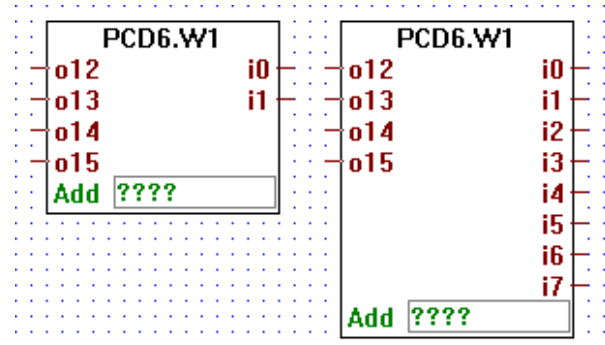 PCD6.W1
o12 i0
o13 i1
o14
o15
Add ????
PCD6.W1
o12 i0
o13 i1
o14 i2
o15 i3
i4
i5
i6
i7
Add ????